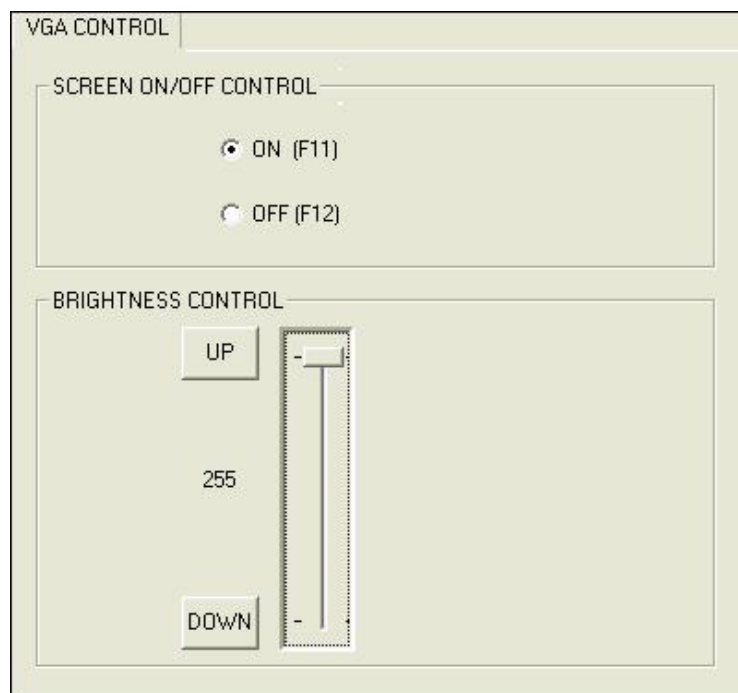 VGA CONTROL
SCREEN ON/OFF CONTROL
ON (F11)
OFF (F12)
BRIGHTNESS CONTROL
UP
255
DOWN